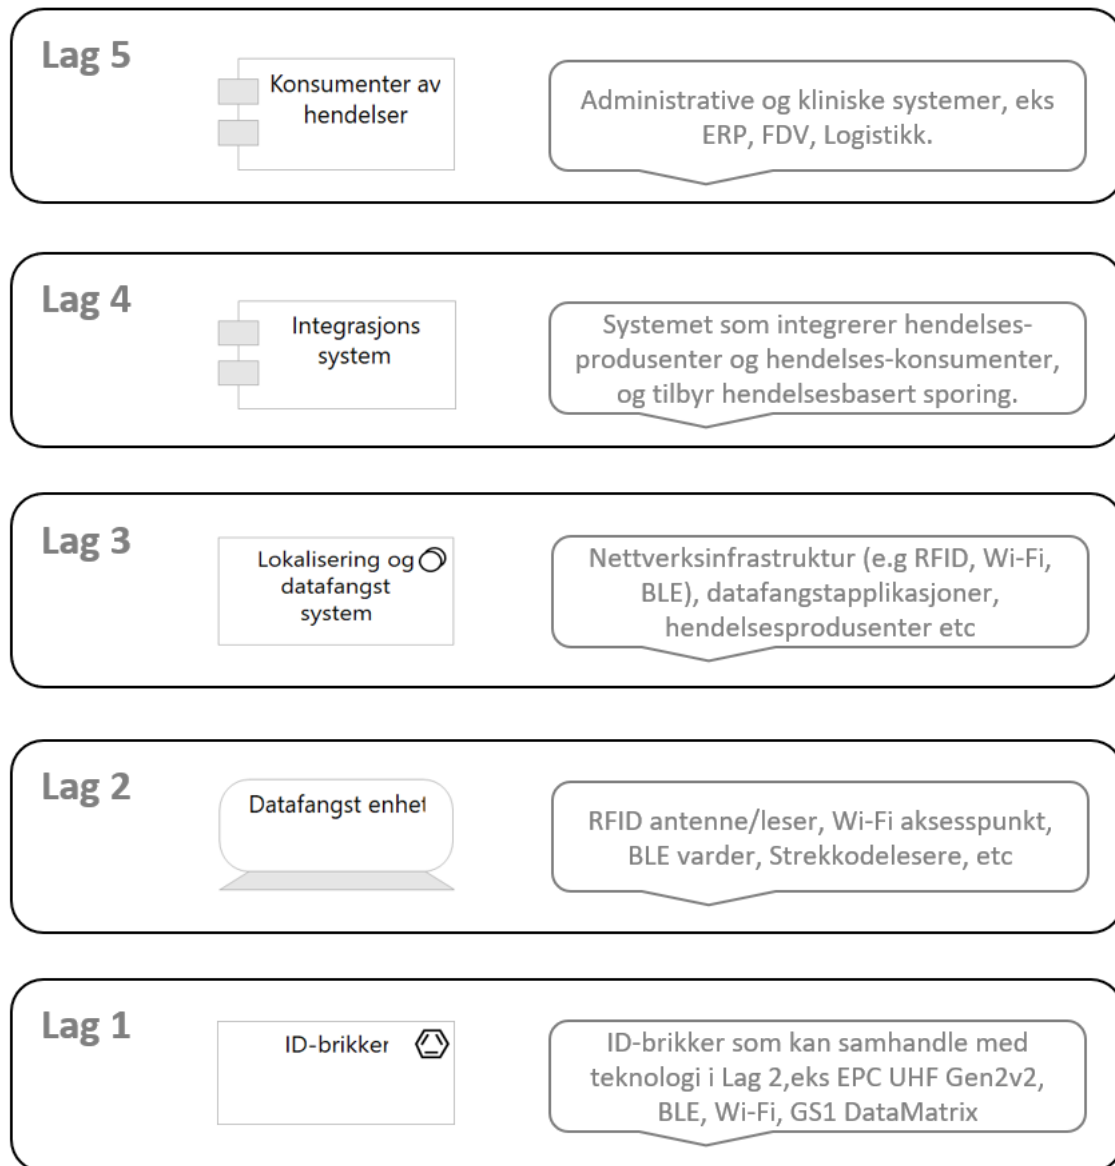 Lag 5
Konsumenter av
hendelser
Administrative og kliniske systemer, eks
ERP, FDV, Logistikk.
Lag 4
Integrasjons
system
Systemet som integrerer hendelses-
produsenter og hendelses-konsumenter,
og tilbyr hendelsesbasert sporing.
Lag 3
Lokalisering og
datafangst
system
Nettverksinfrastruktur (e.g RFID, Wi-Fi,
BLE), datafangstapplikasjoner,
hendelsesprodusenter etc
Lag 2
Datafangst enhet
RFID antenne/leser, Wi-Fi aksesspunkt,
BLE varder, Strekkodelesere, etc
Lag 1
ID-brikker
ID-brikker som kan samhandle med
teknologi i Lag 2,eks EPC UHF Gen2v2,
BLE, Wi-Fi, GS1 DataMatrix